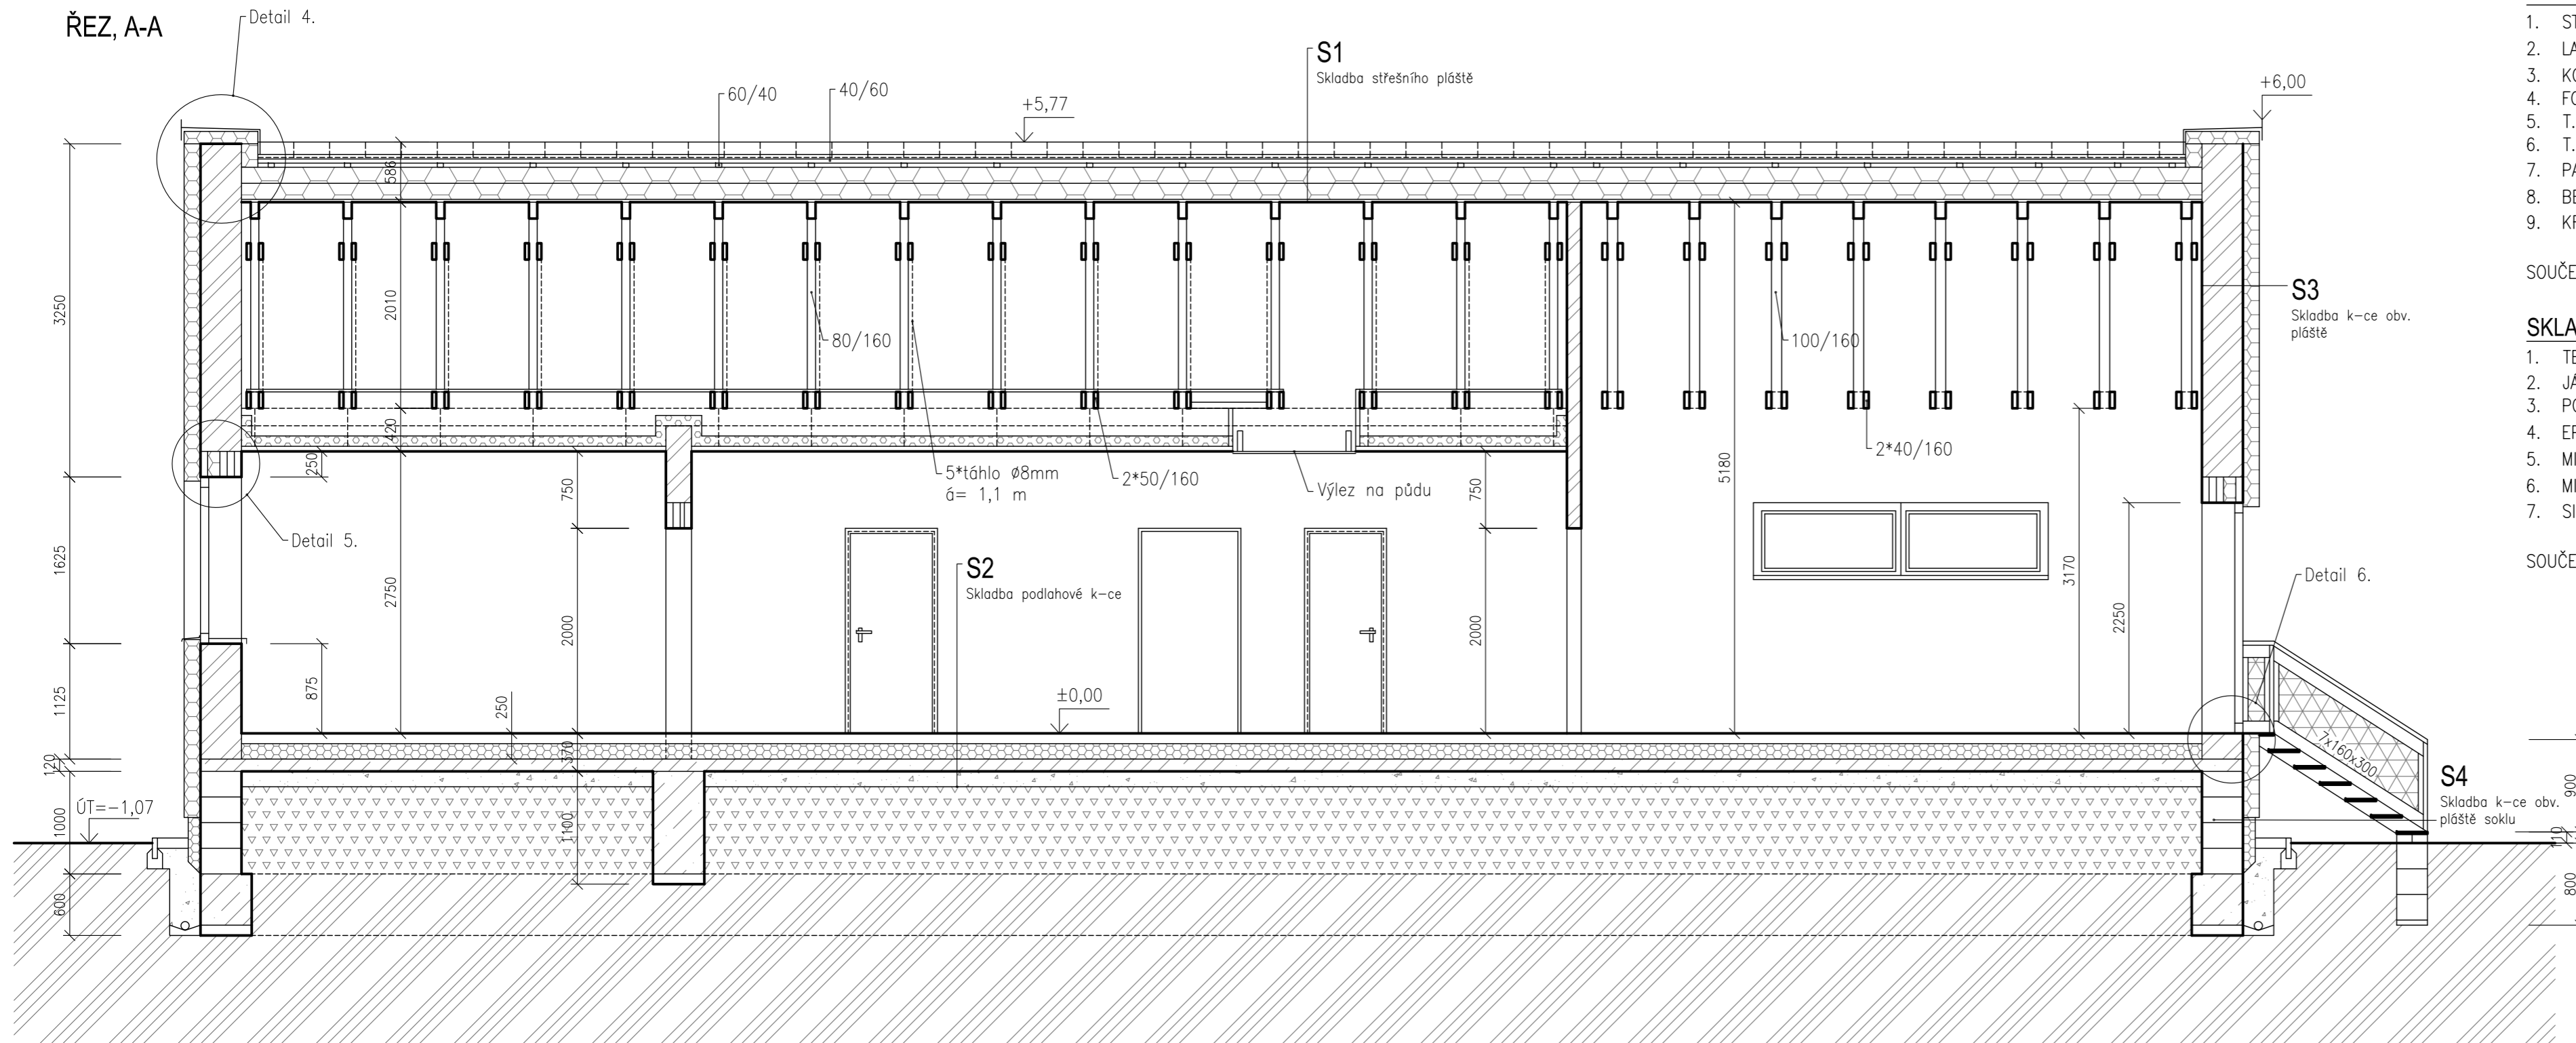 ŘEZ, A-A
Detail 4.
60/40
40/60
+5,77
S1
Skladba střešního pláště
+6,00
586
3250
2010
80/160
100/160
S3
Skladba k–ce obv.
pláště
420
250
5*táhlo ø8mm
á= 1,1 m
2*50/160
Výlez na půdu
750
750
5180
2*40/160
Detail 5.
1625
2750
2000
S2
Skladba podlahové k–ce
2000
3170
2250
Detail 6.
1125
875
250
±0,00
120
370
7x160x300
ÚT=−1,07
1000
1100
S4
Skladba k–ce obv.
pláště soklu
900
110
600
800
1.
2.
3.
4.
5. T.
6. T.
7.
8.
9.
1.
2.
3.
4.
5.
6.
7.